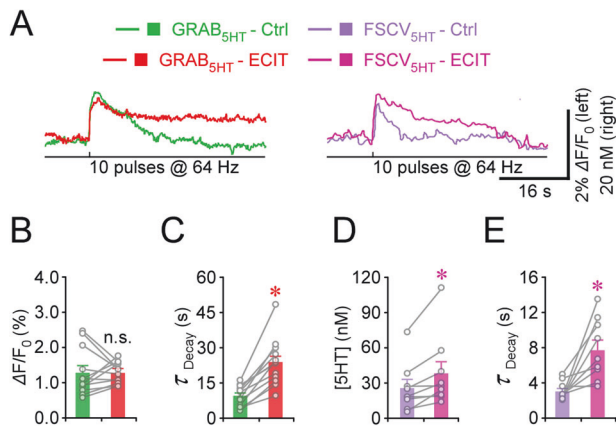 A
GRAB5HT - Ctrl
FSCV5HT - Ctrl
GRAB5HT - ECIT
FSCV5HT - ECIT
10 pulses @ 64 Hz
10 pulses @ 64 Hz
16 s
2% ΔF/F0 (left)
20 nM (right)
B
ΔF/F0 (%)
4.0
3.0
2.0
1.0
0.0
n.s.
C
τDecay (s)
60
45
30
15
0
*
D
[5HT] (nM)
120
90
60
30
0
*
E
τDecay (s)
16
12
8
4
0
*